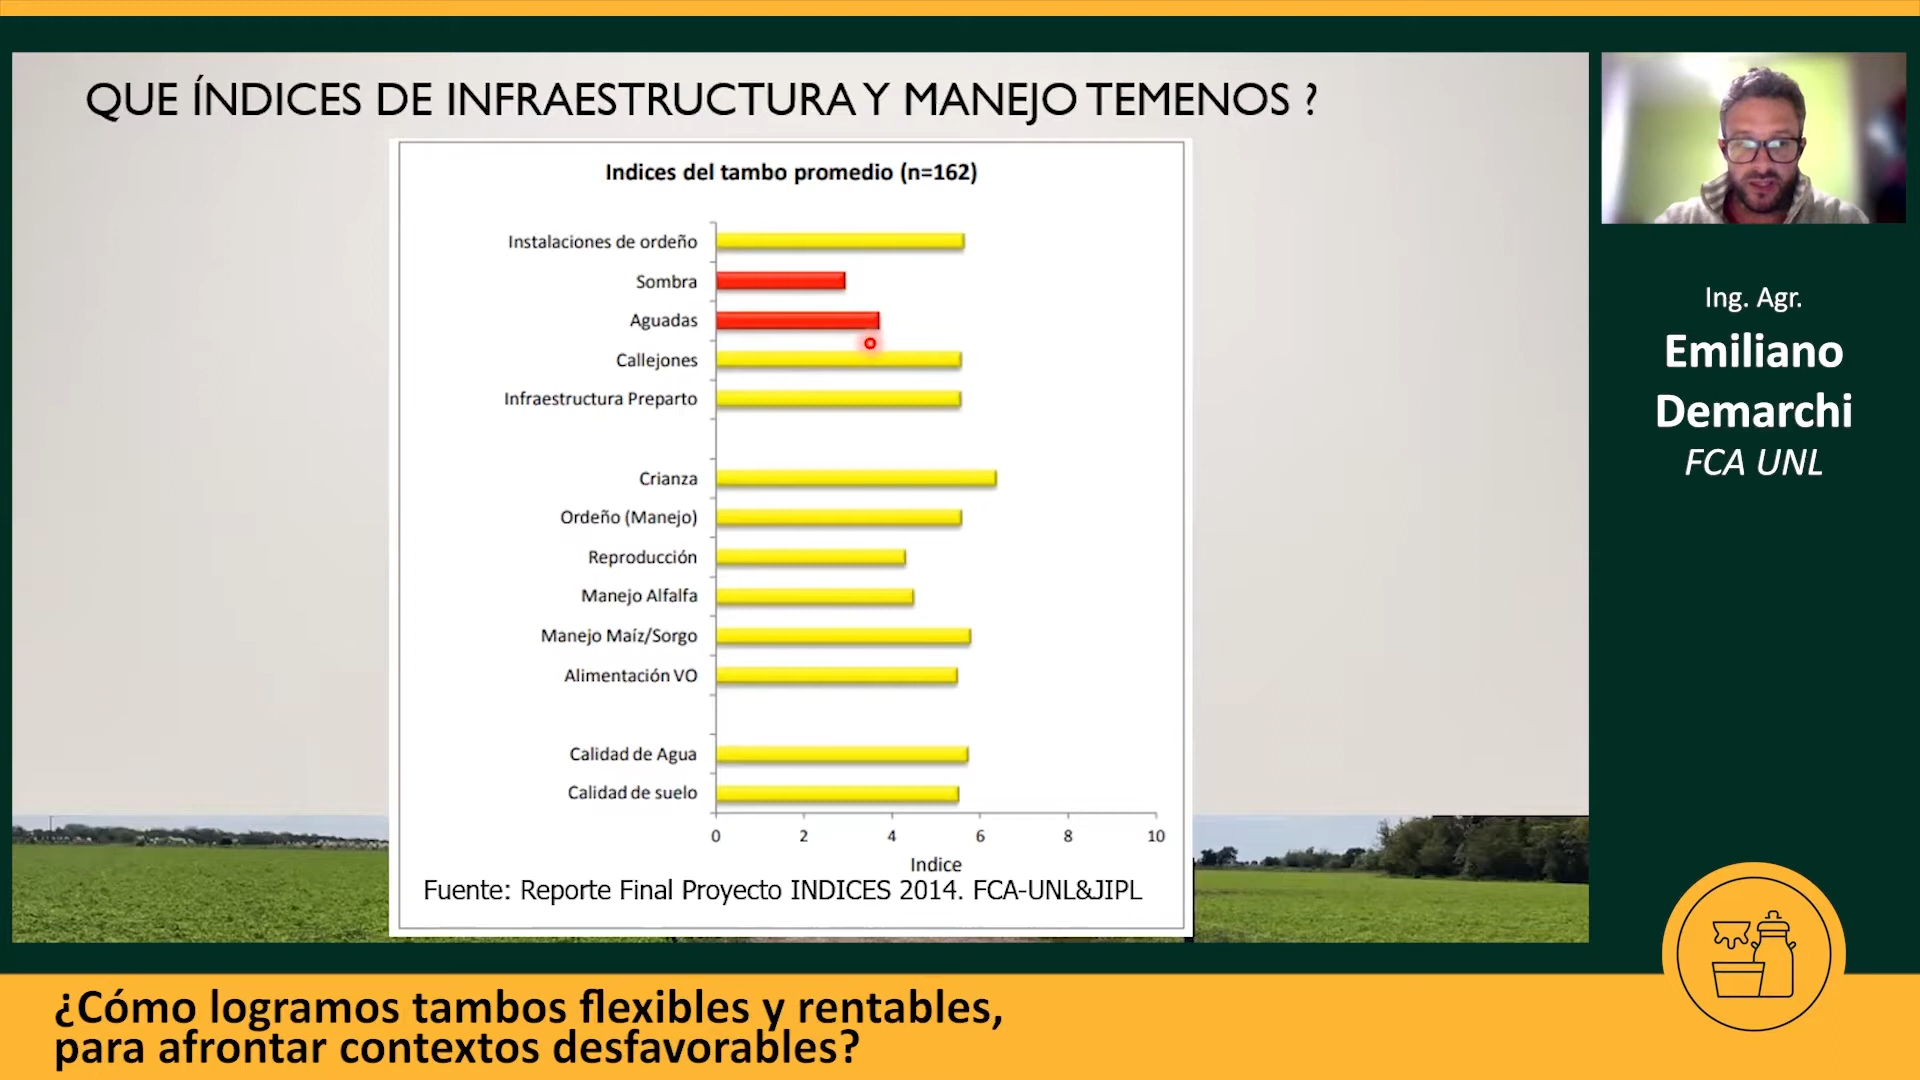 QUE ÍNDICES DE INFRAESTRUCTURA Y MANEJO TEMENOS ?
Indices del tambo promedio (n=162)
Instalaciones de ordeño
Sombra
Aguadas
Callejones
Infraestructura Preparto
Crianza
Ordeño (Manejo)
Reproducción
Manejo Alfalfa
Manejo Maíz/Sorgo
Alimentación VO
Calidad de Agua
Calidad de suelo
0 2 4 6 8 10
Indice
Fuente: Reporte Final Proyecto INDICES 2014. FCA-UNL&JIPL
Ing. Agr.
Emiliano
Demarchi
FCA UNL
¿Cómo logramos tambos flexibles y rentables,
para afrontar contextos desfavorables?